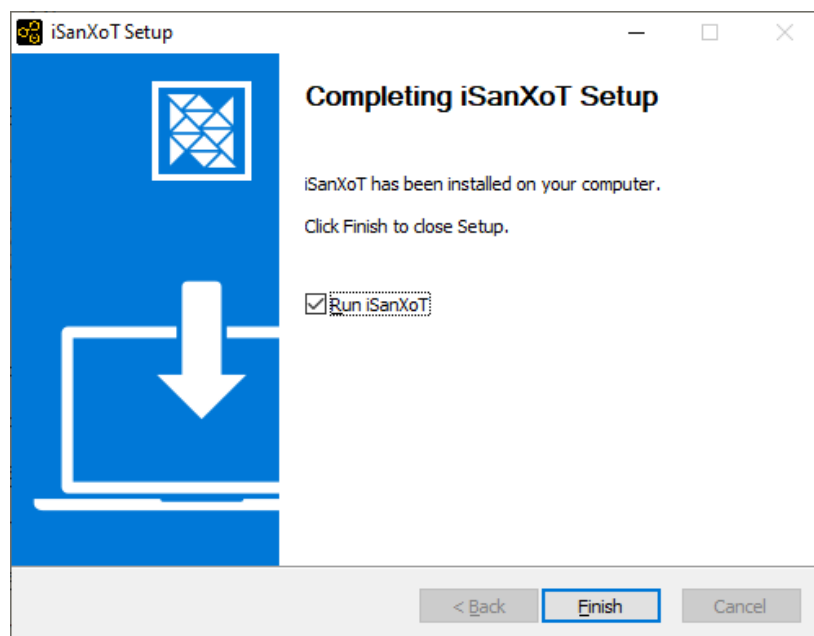 iSanXoT Setup
Completing iSanXoT Setup
iSanXoT has been installed on your computer.
Click Finish to close Setup.
Run iSanXoT
< Back
Finish
Cancel